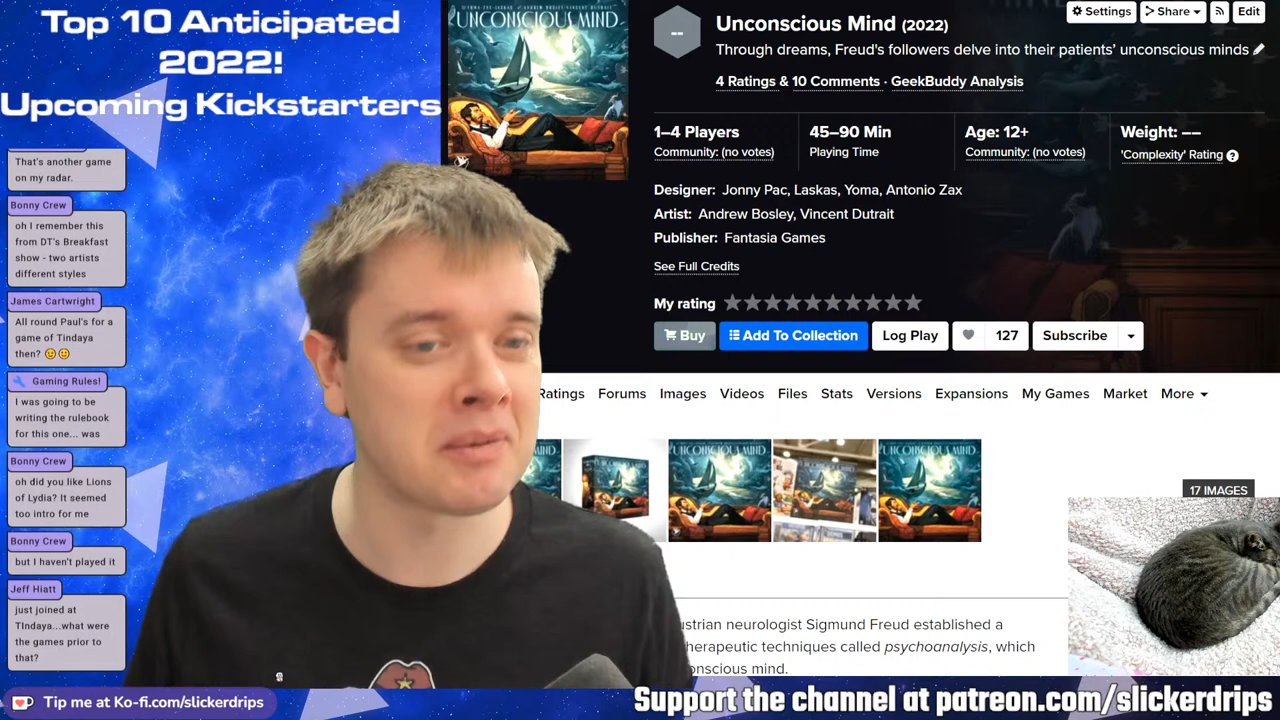 Top 10 Anticipated
2022!
Upcoming Kickstarters
That's another game
on my radar.
Bonny Crew
oh I remember this
from DT's Breakfast
show - two artists
different styles
James Cartwright
All round Paul's for a
game of Tindaya
then?
Gaming Rules!
I was going to be
writing the rulebook
for this one... was
Bonny Crew
oh did you like Lions
of Lydia? It seemed
too intro for me
Bonny Crew
but I haven't played it
Jeff Hiatt
just joined at
TIndaya...what were
the games prior to
that?
Tip me at Ko-fi.com/slickerdrips
UNCONSCIOUS MIND
--
Unconscious Mind (2022)
Settings
Share
Edit
Through dreams, Freud's followers delve into their patients' unconscious minds
4 Ratings & 10 Comments · GeekBuddy Analysis
1–4 Players
Community: (no votes)
45–90 Min
Playing Time
Age: 12+
Community: (no votes)
Weight: --
'Complexity' Rating ?
Designer: Jonny Pac, Laskas, Yoma, Antonio Zax
Artist: Andrew Bosley, Vincent Dutrait
Publisher: Fantasia Games
See Full Credits
My rating
Buy
Add To Collection
Log Play
127
Subscribe
Ratings Forums Images Videos Files Stats Versions Expansions My Games Market More
UNCONSCIOUS MIND
UNCONSCIOUS MIND
17 IMAGES
ustrian neurologist Sigmund Freud established a
herapeutic techniques called psychoanalysis, which
onscious mind.
Support the channel at patreon.com/slickerdrips